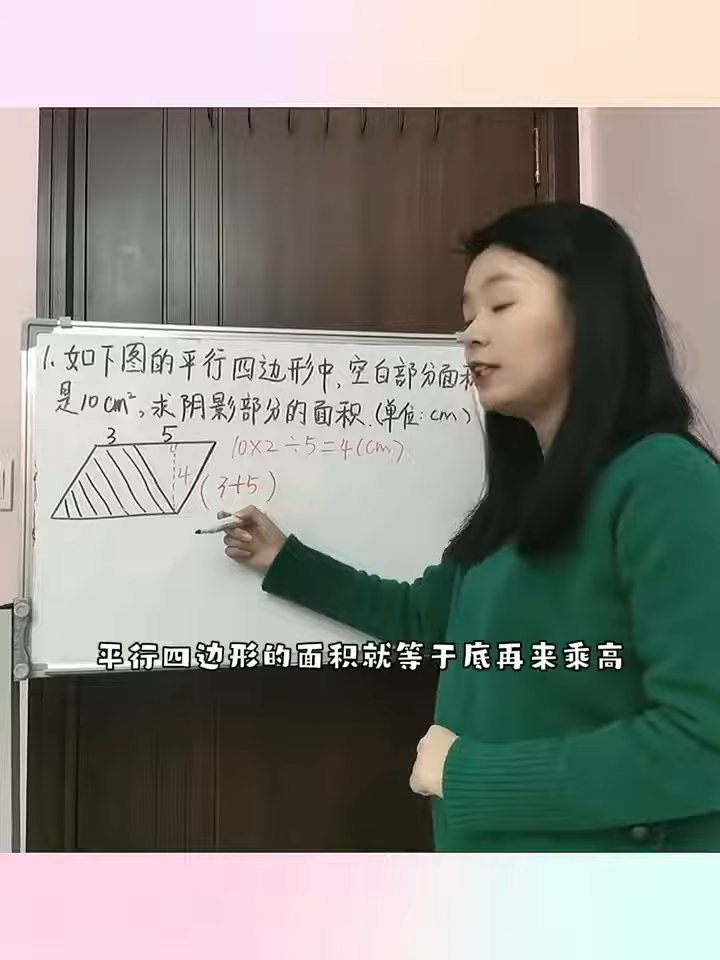 1. 如下图的平行四边形中，空白部分面积
是10cm²，求阴影部分的面积.(单位：cm)
3 5
10×2÷5=4(cm)
4
(3+5)
平行四边形的面积就等于底再来乘高